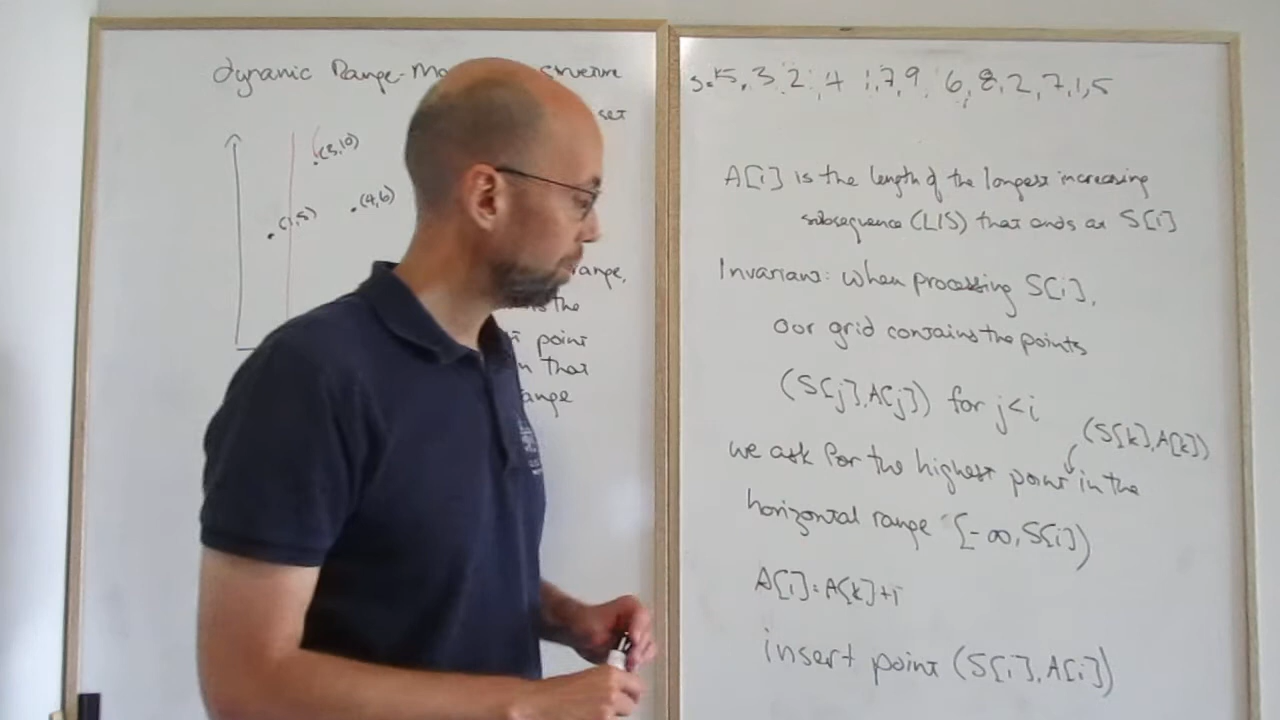 dynamic Range-Ma structure
set
(3,10)
(4,6)
(1,5)
range,
the
point
that
ange
S=5,3,2,4,1,7,9,6,8,2,7,1,5
A[i] is the length of the longest increasing
subsequence (LIS) that ends at S[i]
Invariant: when processing S[i],
our grid contains the points
(S[j],A[j]) for j<i
(S[k],A[k])
we ask for the highest point in the
horizontal range [-∞,S[i])
A[i]=A[k]+1
insert point (S[i],A[i])